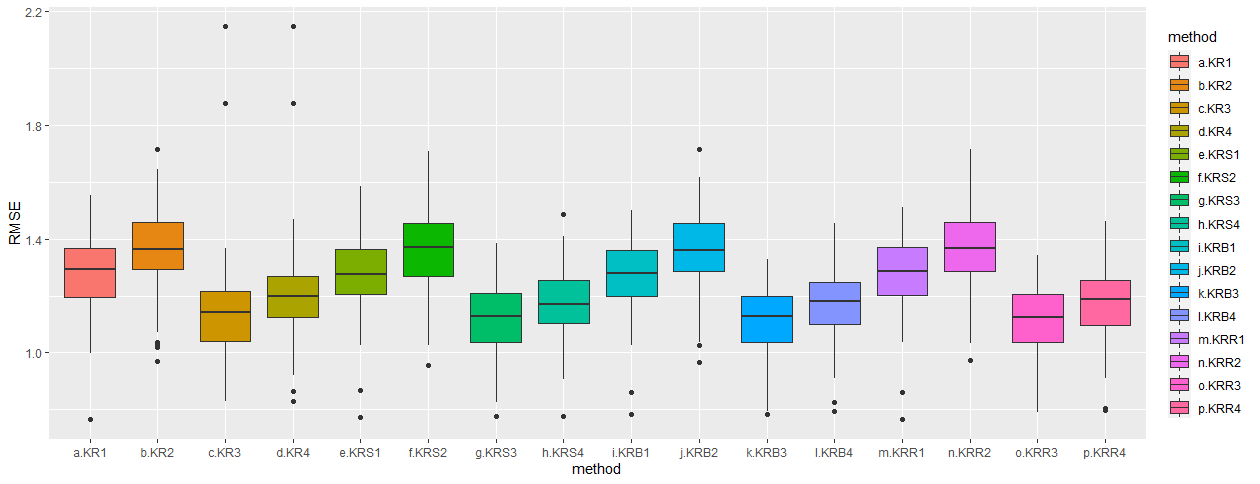 2.2
1.8
1.4
1.0
RMSE
a.KR1 b.KR2 c.KR3 d.KR4 e.KRS1 f.KRS2 g.KRS3 h.KRS4 i.KRB1 j.KRB2 k.KRB3 l.KRB4 m.KRR1 n.KRR2 o.KRR3 p.KRR4
method
method
a.KR1
b.KR2
c.KR3
d.KR4
e.KRS1
f.KRS2
g.KRS3
h.KRS4
i.KRB1
j.KRB2
k.KRB3
l.KRB4
m.KRR1
n.KRR2
o.KRR3
p.KRR4